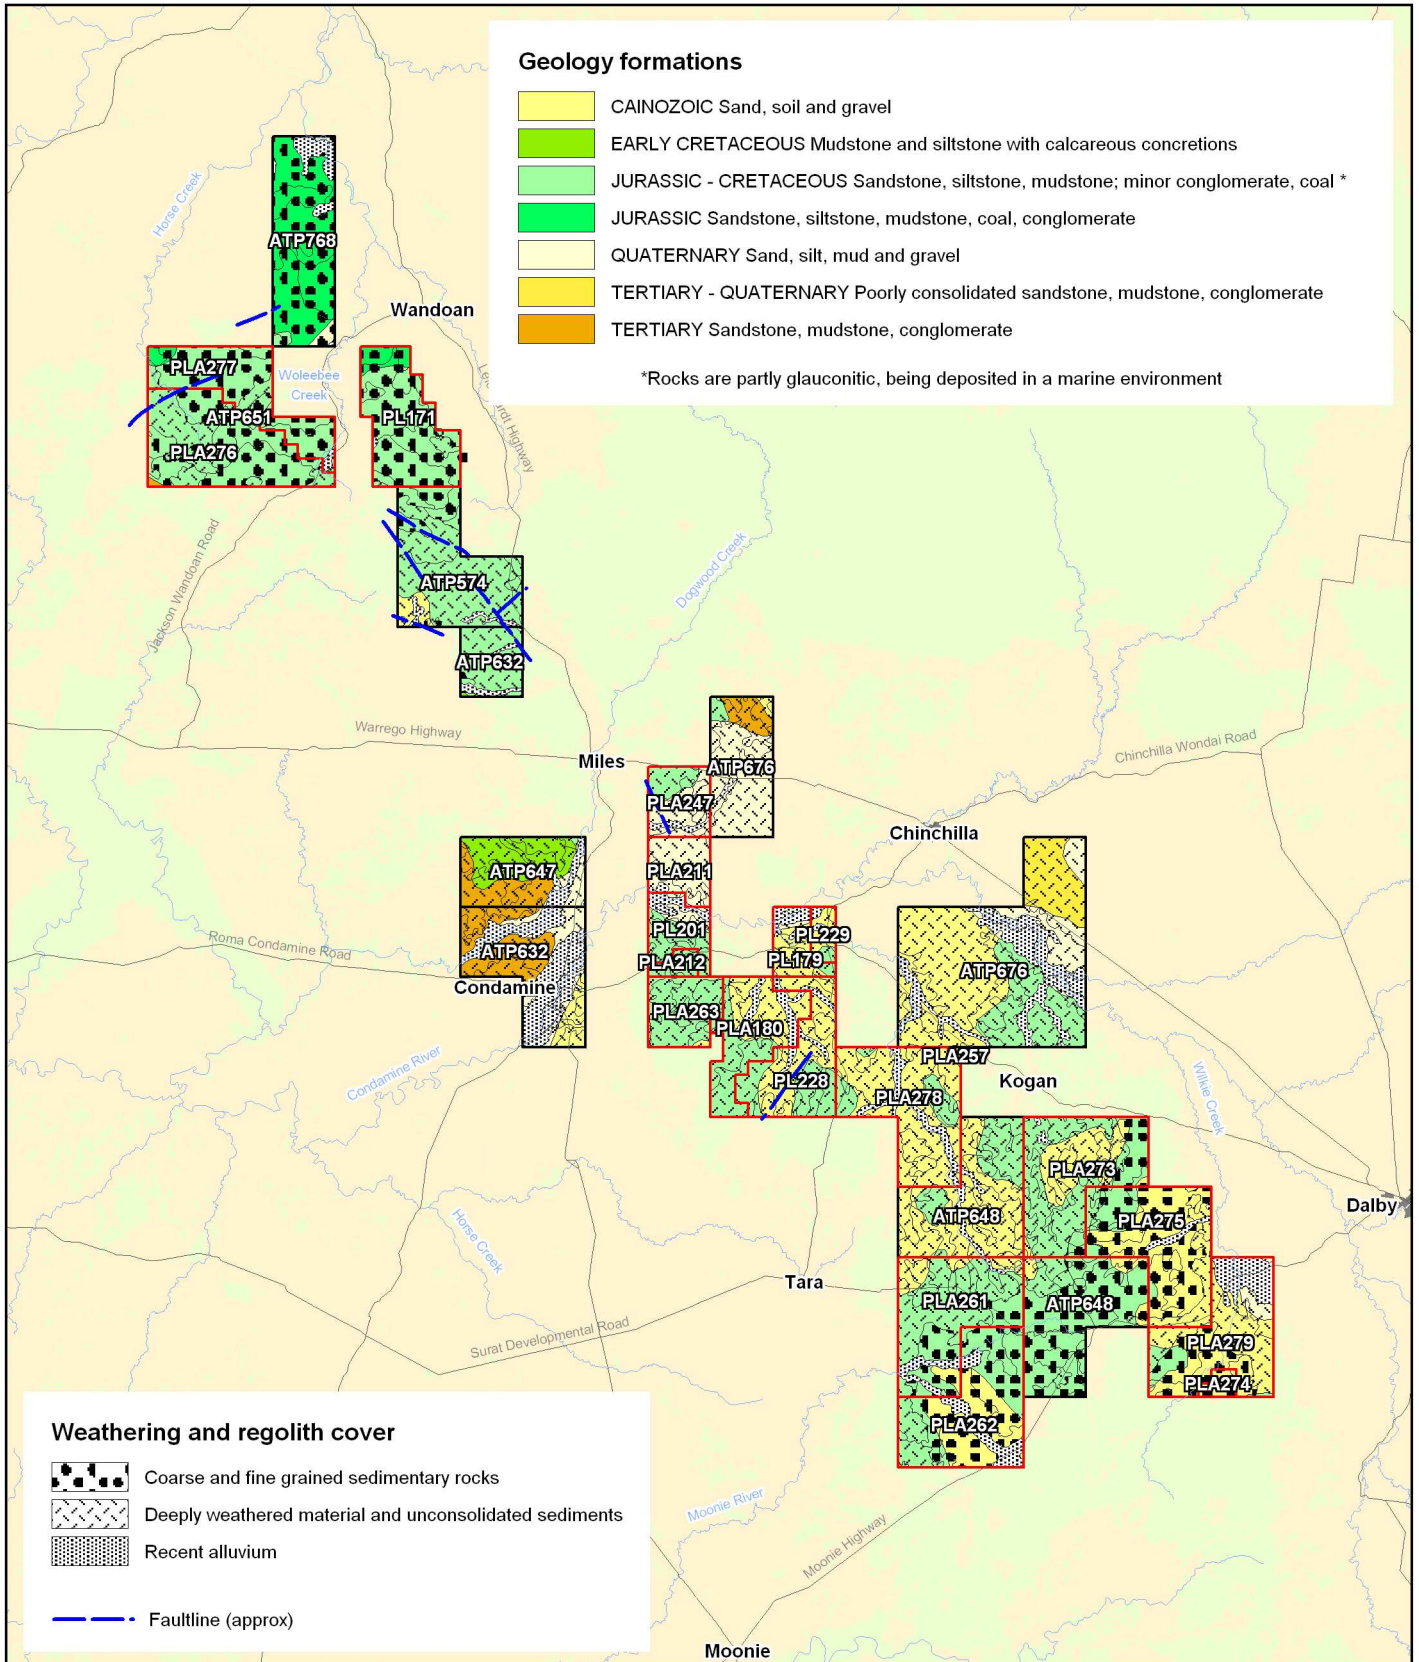 Geology formations
CAINOZOIC Sand, soil and gravel
EARLY CRETACEOUS Mudstone and siltstone with calcareous concretions
JURASSIC - CRETACEOUS Sandstone, siltstone, mudstone; minor conglomerate, coal *
JURASSIC Sandstone, siltstone, mudstone, coal, conglomerate
QUATERNARY Sand, silt, mud and gravel
TERTIARY - QUATERNARY Poorly consolidated sandstone, mudstone, conglomerate
TERTIARY Sandstone, mudstone, conglomerate
*Rocks are partly glauconitic, being deposited in a marine environment
Horse Creek
ATP768
Wandoan
PLA277
Woleebee
Creek
ATP651
PL171
PLA276
Highway
Jackson Wandoan Road
Dogwood Creek
ATP574
ATP632
Warrego Highway
Miles
Chinchilla Wondai Road
ATP676
PLA247
Chinchilla
ATP647
PLA211
PL201
PL229
Roma Condamine Road
ATP632
PLA212
PL179
ATP676
Condamine
PLA263
PLA180
Condamine River
PLA257
PL228
Kogan
PLA278
Wilkie Creek
PLA273
Dalby
Horse Creek
ATP648
PLA275
Tara
PLA261
ATP648
Surat Developmental Road
PLA279
PLA274
PLA262
Moonie River
Moonie Highway
Moonie
Weathering and regolith cover
Coarse and fine grained sedimentary rocks
Deeply weathered material and unconsolidated sediments
Recent alluvium
Faultline (approx)